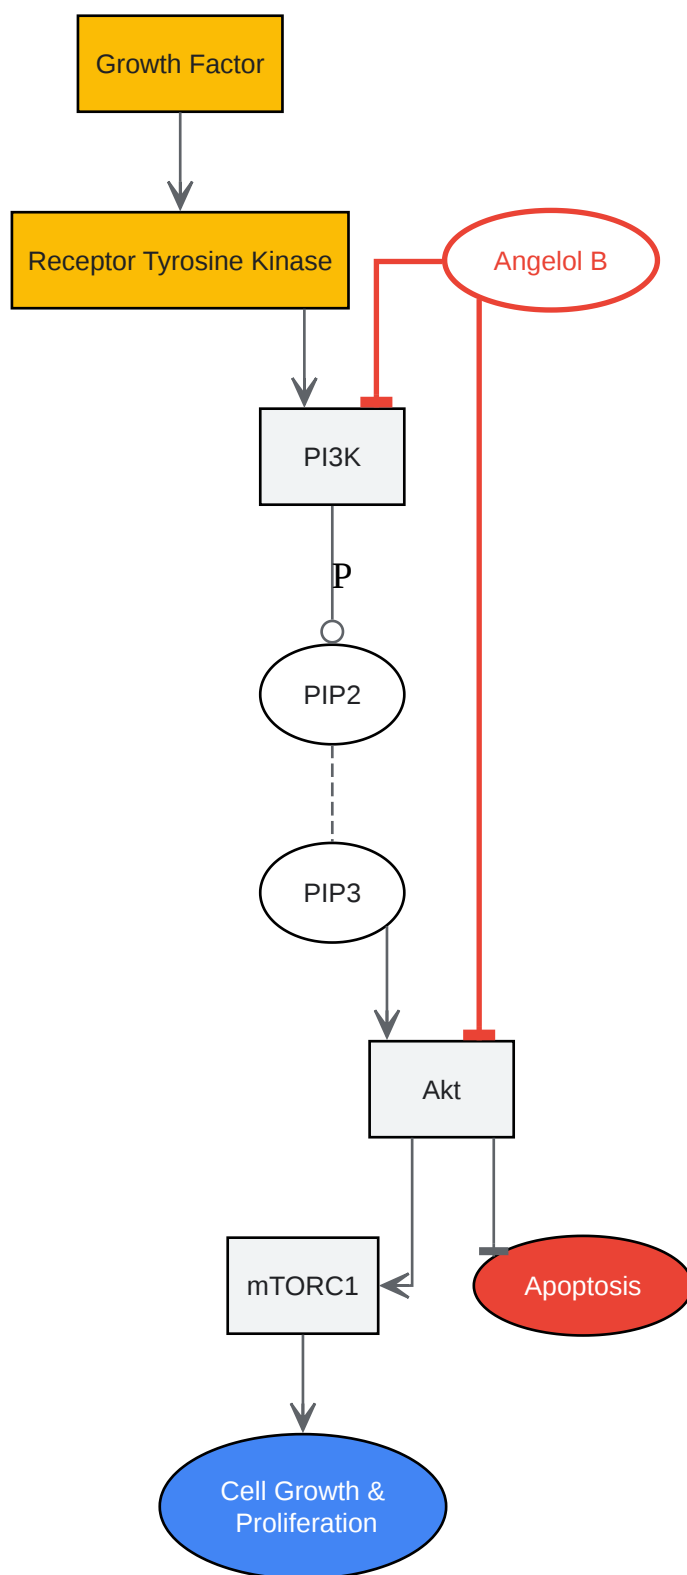 Growth Factor
Receptor Tyrosine Kinase
Angelol B
PI3K
P
PIP2
PIP3
Akt
mTORC1
Apoptosis
Cell Growth &
Proliferation